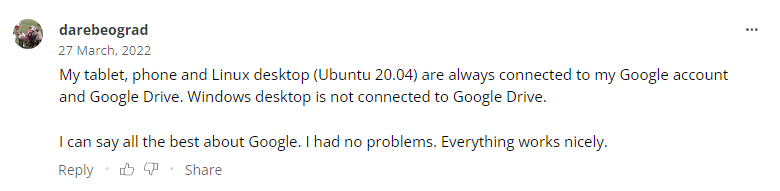 darebeograd
27 March, 2022
My tablet, phone and Linux desktop (Ubuntu 20.04) are always connected to my Google account
and Google Drive. Windows desktop is not connected to Google Drive.
I can say all the best about Google. I had no problems. Everything works nicely.
Reply Share